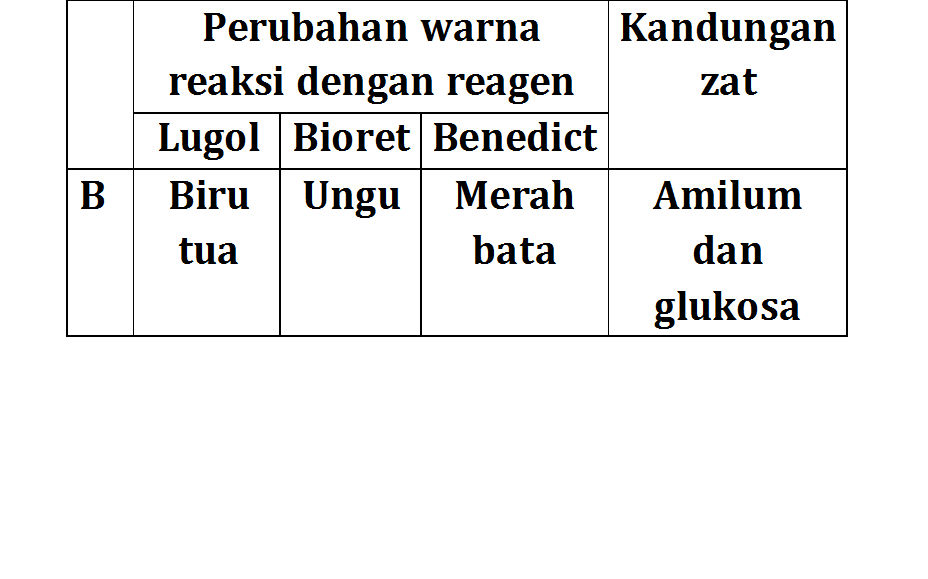 Perubahan warna
reaksi dengan reagen
Kandungan
zat
Lugol Bioret Benedict
B
Biru
tua
Ungu
Merah
bata
Amilum
dan
glukosa